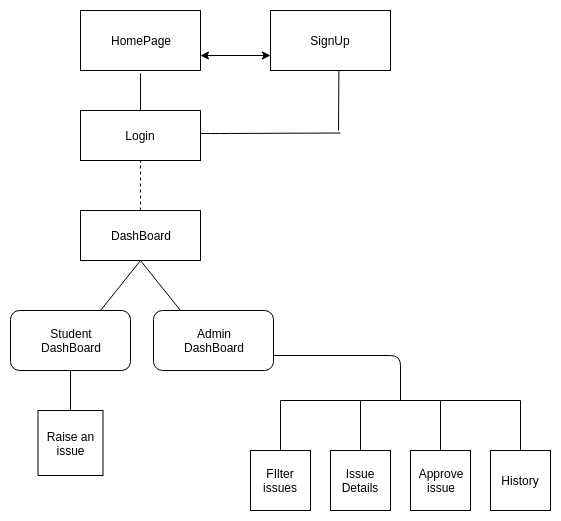 HomePage
SignUp
Login
DashBoard
Student
DashBoard
Admin
DashBoard
Raise an
issue
FIlter
issues
Issue
Details
Approve
issue
History